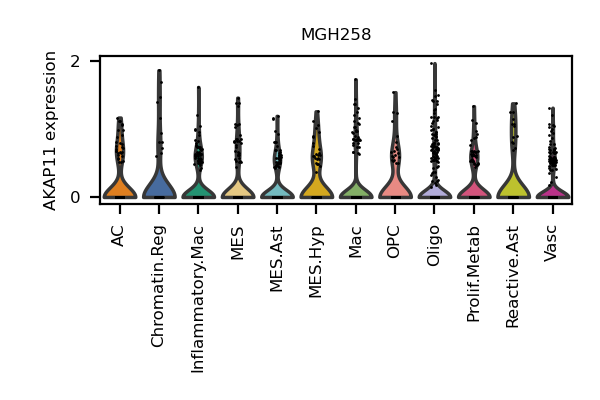 MGH258
AKAP11 expression
2
0
AC
Chromatin.Reg
Inflammatory.Mac
MES
MES.Ast
MES.Hyp
Mac
OPC
Oligo
Prolif.Metab
Reactive.Ast
Vasc